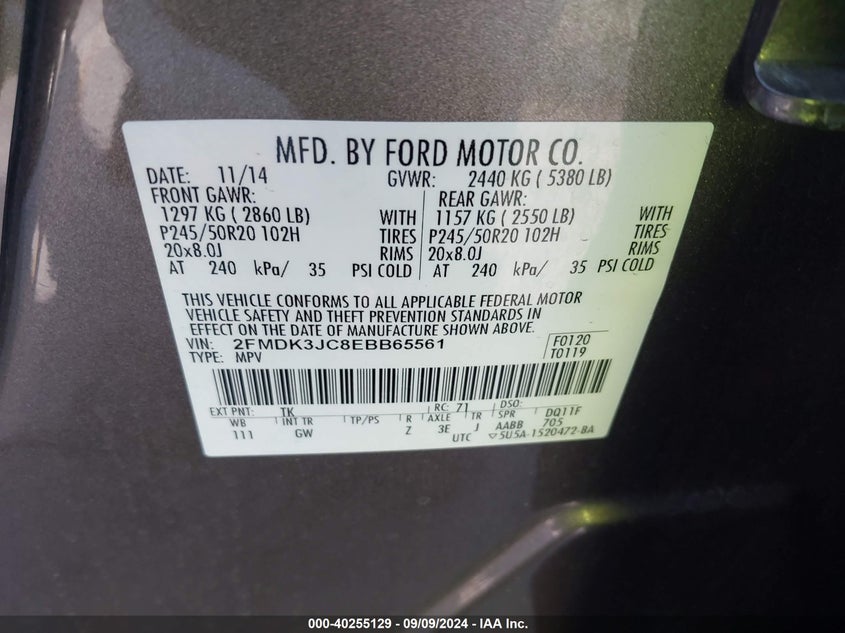 MFD. BY FORD MOTOR CO.
DATE: 11/14 GVWR: 2440 KG ( 5380 LB)
FRONT GAWR: REAR GAWR:
1297 KG ( 2860 LB) WITH 1157 KG ( 2550 LB) WITH
P245/50R20 102H TIRES P245/50R20 102H TIRES
20x8.0J RIMS 20x8.0J RIMS
AT 240 kPa/ 35 PSI COLD AT 240 kPa/ 35 PSI COLD
THIS VEHICLE CONFORMS TO ALL APPLICABLE FEDERAL MOTOR
VEHICLE SAFETY AND THEFT PREVENTION STANDARDS IN
EFFECT ON THE DATE OF MANUFACTURE SHOWN ABOVE.
VIN: 2FMDK3JC8EBB65561 F0120
TYPE: MPV T0119
EXT PNT: TK RC: 71 DSO: DQ11F
WB INT TR TP/PS R AXLE TR SPR 705
111 GW Z 3E J AABB
UTC ▽5U5A-1520472-BA
000-40255129 - 09/09/2024 - IAA Inc.